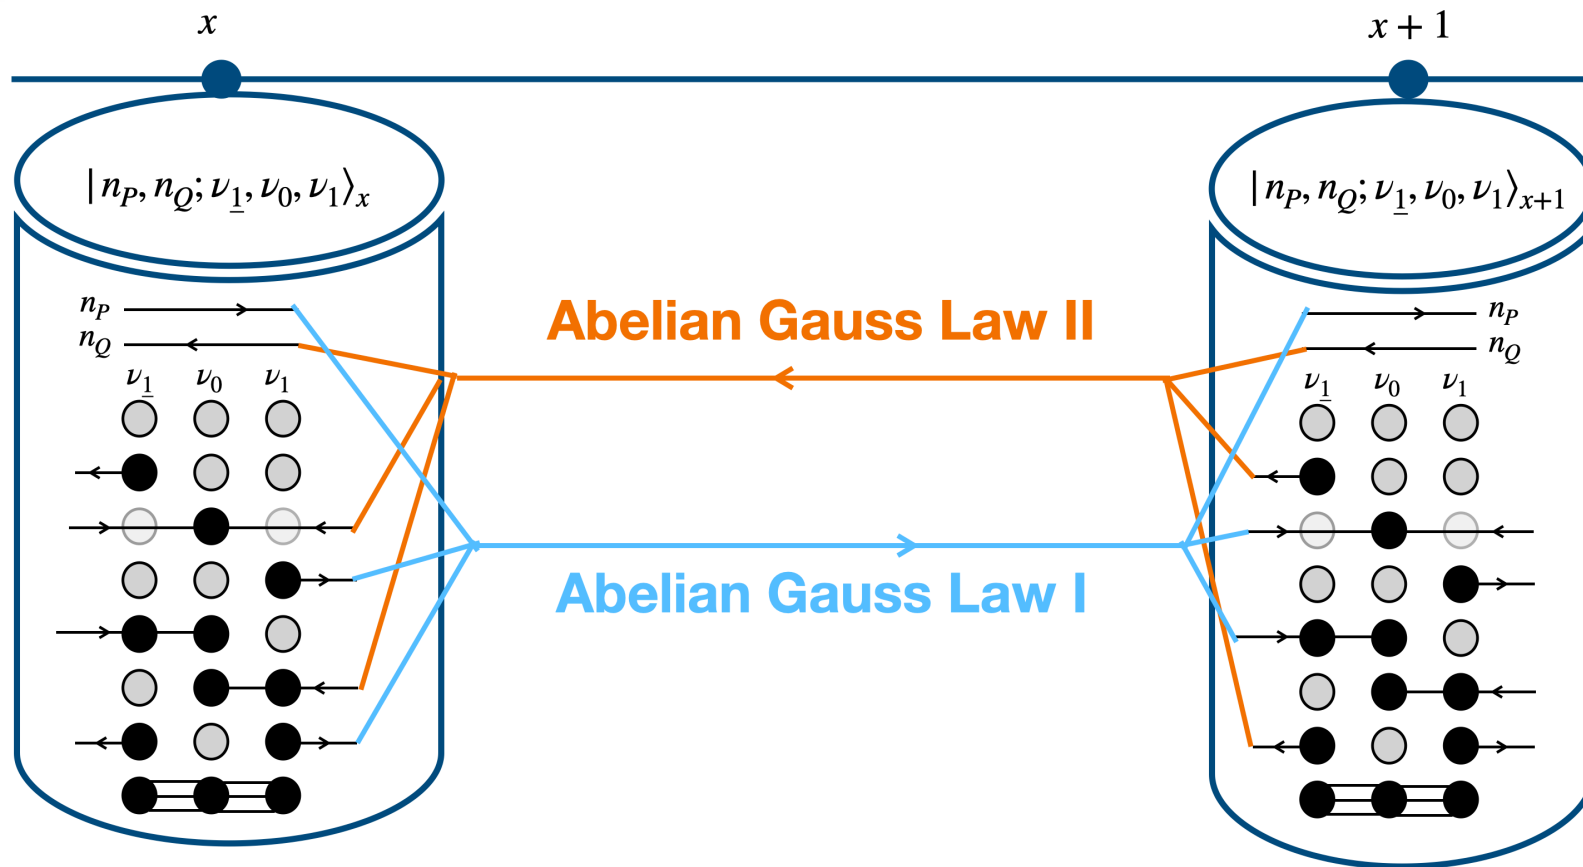 x
x + 1
| n_P, n_Q; ν_1̲, ν_0, ν_1⟩_x
| n_P, n_Q; ν_1̲, ν_0, ν_1⟩_{x+1}
n_P
n_Q
ν_1̲ ν_0 ν_1
Abelian Gauss Law II
Abelian Gauss Law I
n_P
n_Q
ν_1̲ ν_0 ν_1